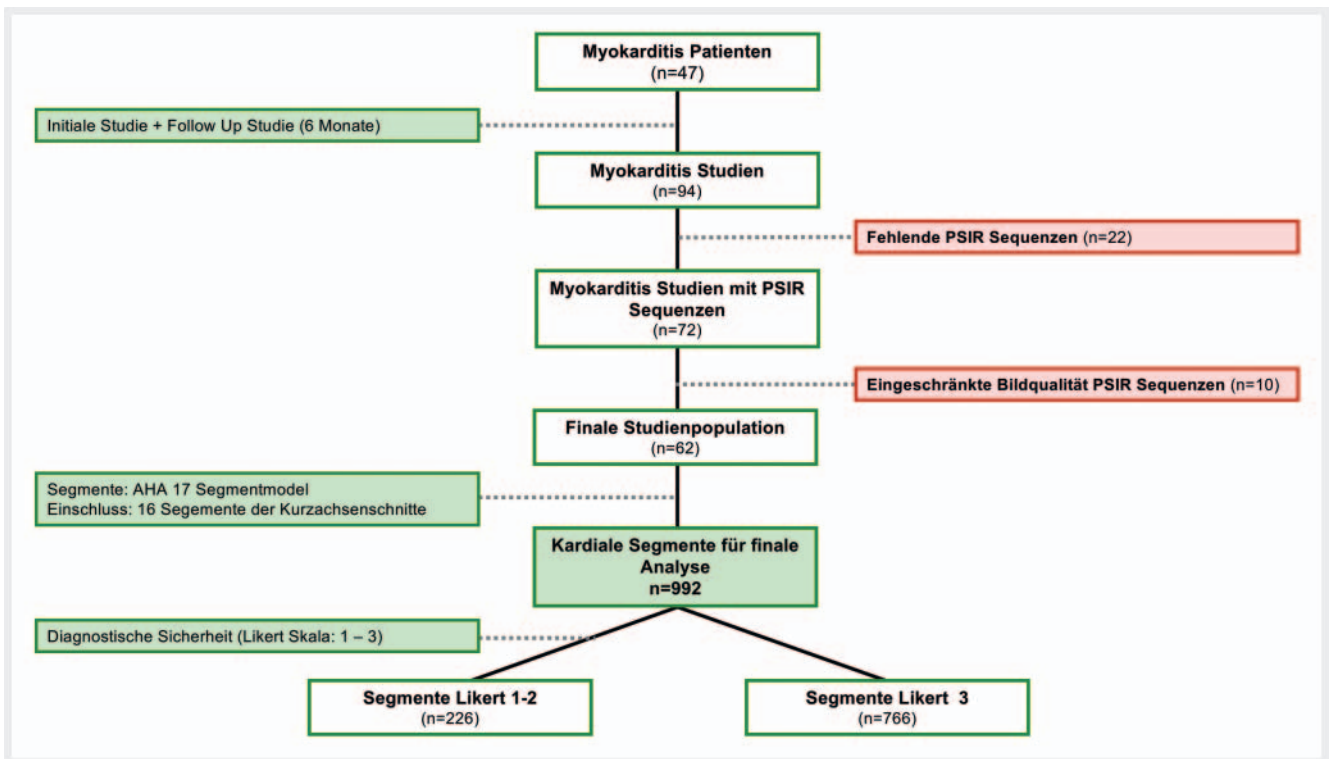 Myokarditis Patienten
(n=47)
Initiale Studie + Follow Up Studie (6 Monate)
Myokarditis Studien
(n=94)
Fehlende PSIR Sequenzen (n=22)
Myokarditis Studien mit PSIR
Sequenzen
(n=72)
Eingeschränkte Bildqualität PSIR Sequenzen (n=10)
Finale Studienpopulation
(n=62)
Segmente: AHA 17 Segmentmodel
Einschluss: 16 Segemente der Kurzachsenschnitte
Kardiale Segmente für finale
Analyse
n=992
Diagnostische Sicherheit (Likert Skala: 1 – 3)
Segmente Likert 1-2
(n=226)
Segmente Likert 3
(n=766)